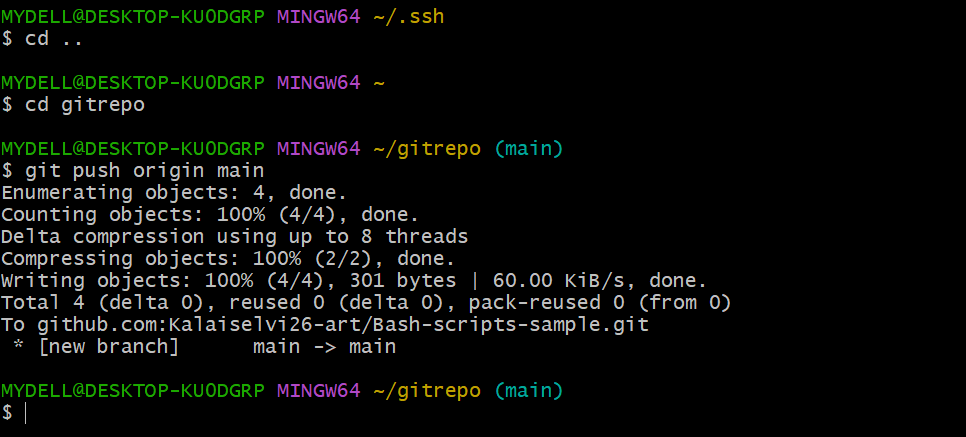 MYDELL@DESKTOP-KU0DGRP MINGW64 ~/.ssh
$ cd ..
MYDELL@DESKTOP-KU0DGRP MINGW64 ~
$ cd gitrepo
MYDELL@DESKTOP-KU0DGRP MINGW64 ~/gitrepo (main)
$ git push origin main
Enumerating objects: 4, done.
Counting objects: 100% (4/4), done.
Delta compression using up to 8 threads
Compressing objects: 100% (2/2), done.
Writing objects: 100% (4/4), 301 bytes | 60.00 KiB/s, done.
Total 4 (delta 0), reused 0 (delta 0), pack-reused 0 (from 0)
To github.com:Kalaiselvi26-art/Bash-scripts-sample.git
 * [new branch]      main -> main
MYDELL@DESKTOP-KU0DGRP MINGW64 ~/gitrepo (main)
$